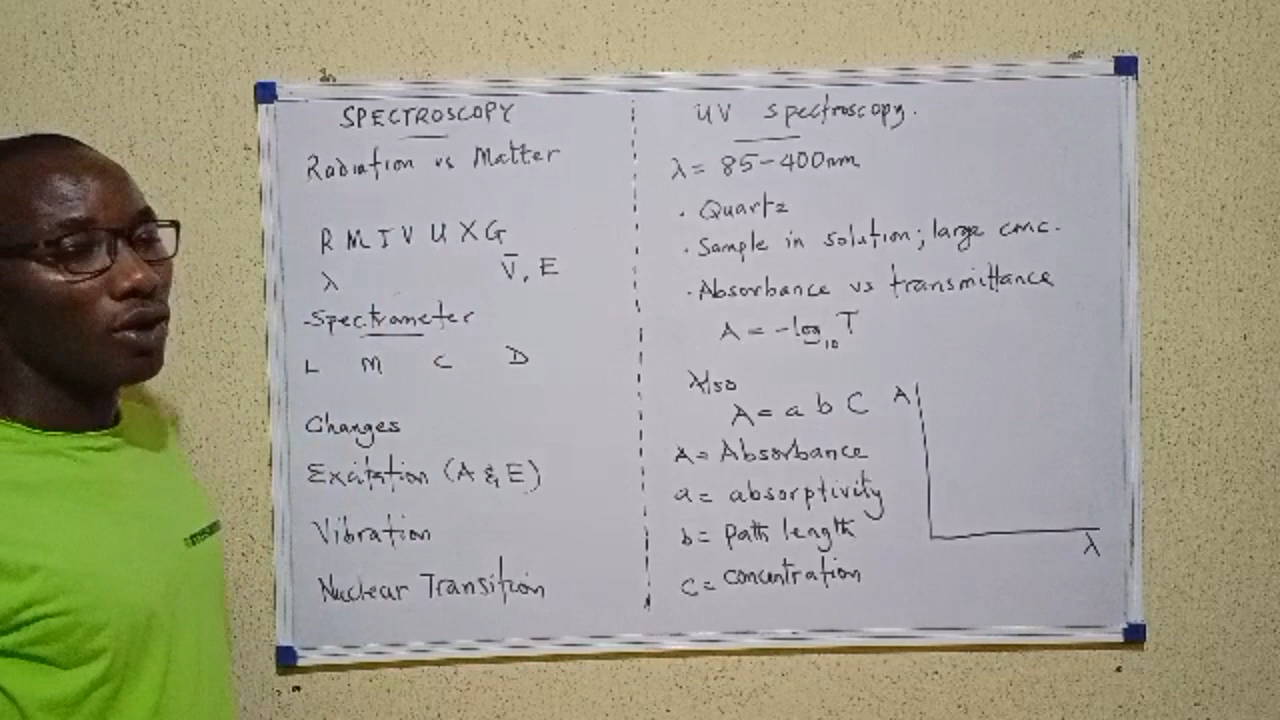 SPECTROSCOPY
Radiation vs Matter
R M I V U X G
λ V̄, E
-Spectrometer
L M C D
Changes
Excitation (A & E)
Vibration
Nuclear Transition
UV Spectroscopy.
λ = 85-400nm
. Quartz
. Sample in solution; large conc.
. Absorbance vs transmittance
A = -log₁₀ T
Also
A = a b C
A = Absorbance
a = absorptivity
b = path length
C = concentration
A
λ